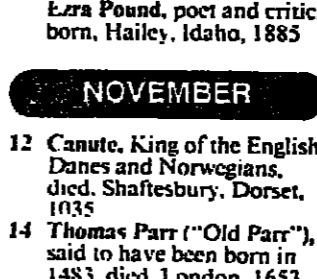 Ezra Pound, poet and critic
born, Hailey, Idaho, 1885
NOVEMBER
12 Canute, King of the English
Danes and Norwegians,
died, Shaftesbury, Dorset,
1035
14 Thomas Parr ("Old Parr"),
said to have been born in
1483, died, London, 1653